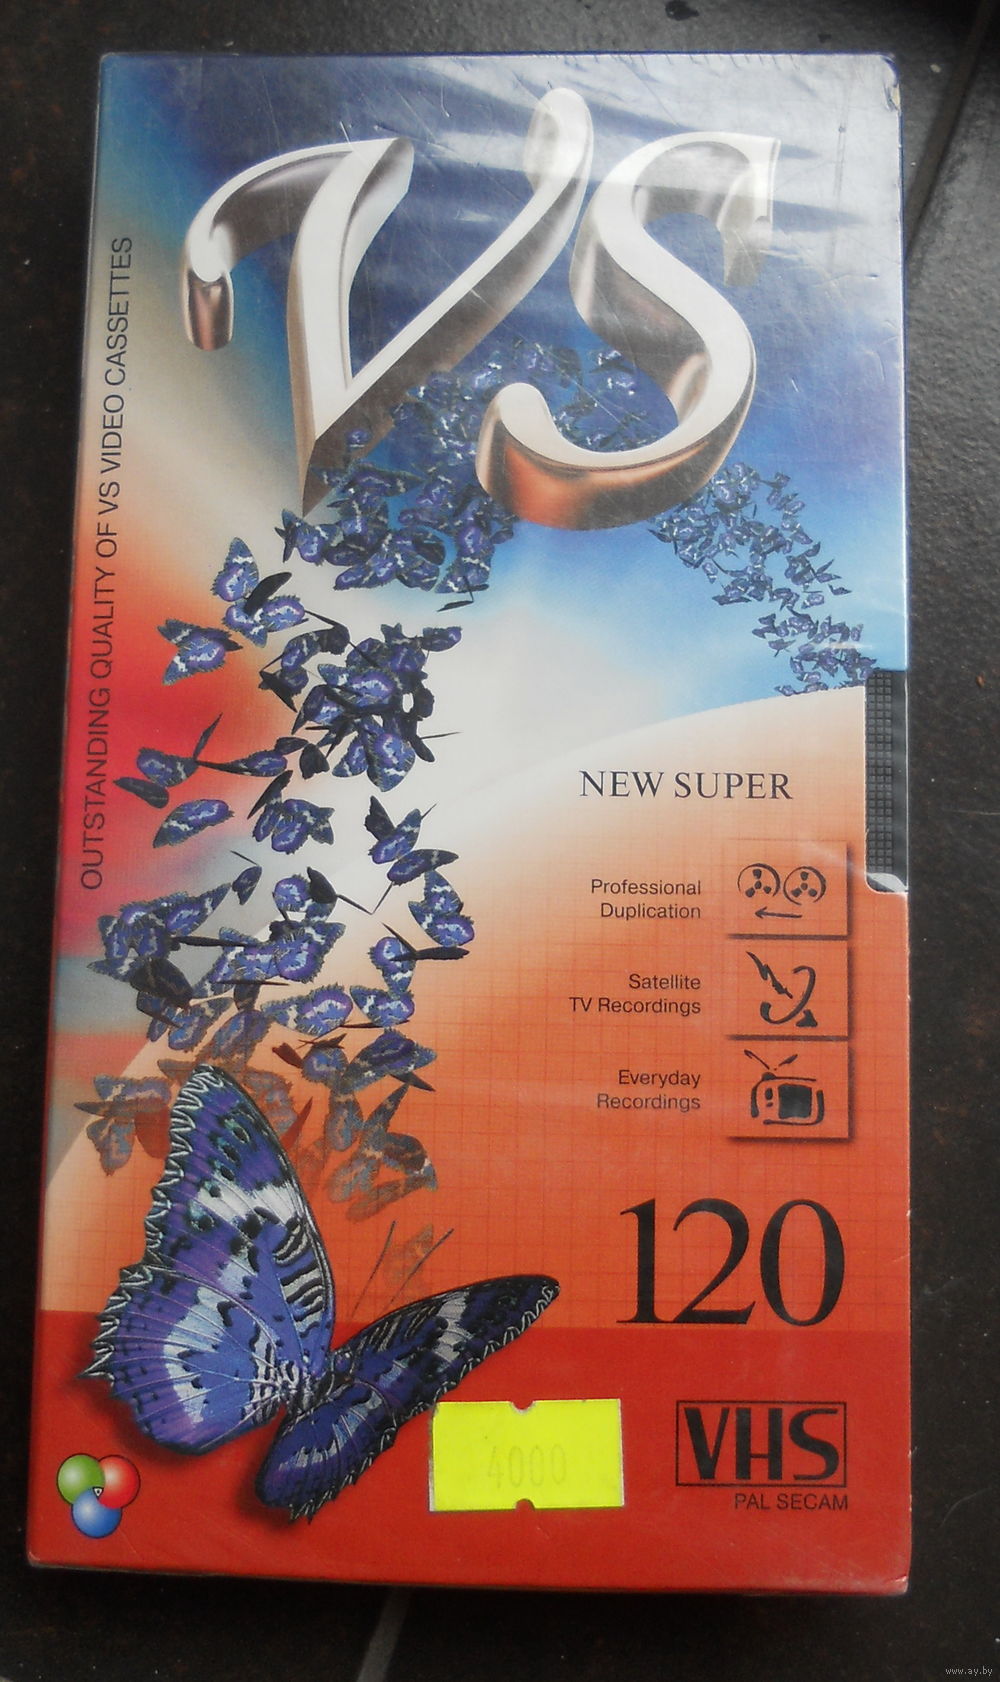 VS
OUTSTANDING QUALITY OF VS VIDEO CASSETTES
NEW SUPER
Professional
Duplication
Satellite
TV Recordings
Everyday
Recordings
120
4000
VHS
PAL SECAM
www.ay.by